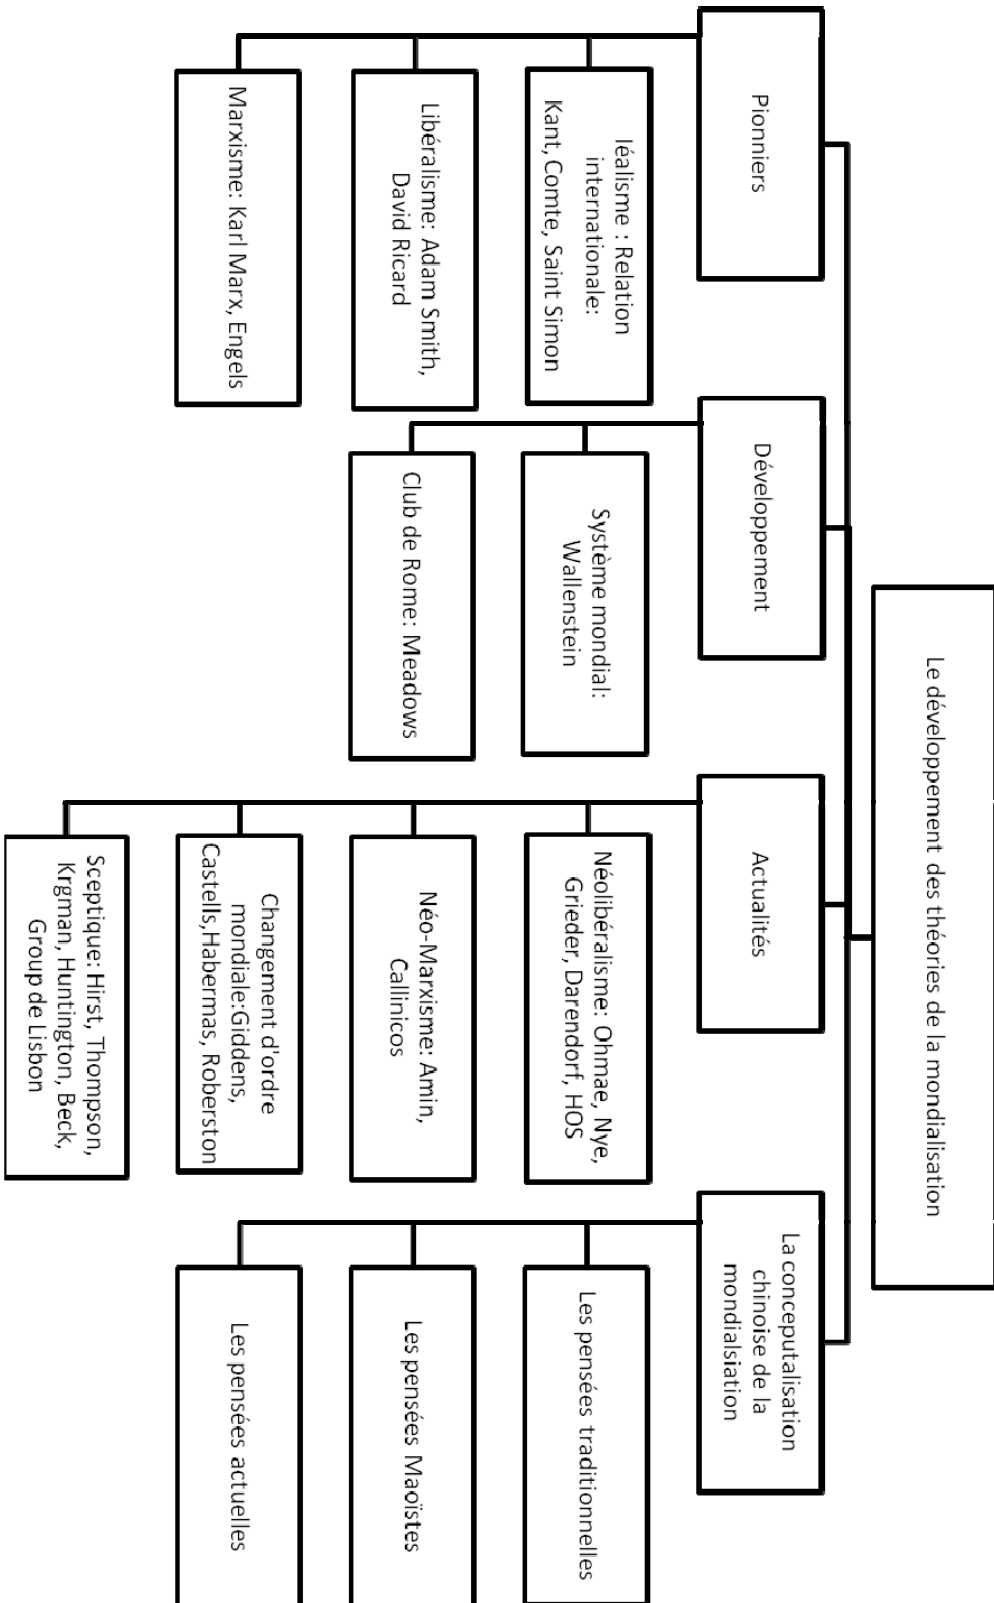 Le développement des théories de la mondialisation
Pionniers
Iéalisme : Relation
internationale:
Kant, Comte, Saint Simon
Libéralisme: Adam Smith,
David Ricard
Marxisme: Karl Marx, Engels
Développement
Système mondial:
Wallenstein
Club de Rome: Meadows
Actualités
Néolibéralisme: Ohmae, Nye,
Grieder, Darendorf, HOS
Néo-Marxisme: Amin,
Callinicos
Changement d'ordre
mondiale:Giddens,
Castells,Habermas, Roberston
Sceptique: Hirst, Thompson,
Krgman, Huntington, Beck,
Group de Lisbon
La conceputalisation
chinoise de la
mondialsiation
Les pensées traditionnelles
Les pensées Maoïstes
Les pensées actuelles